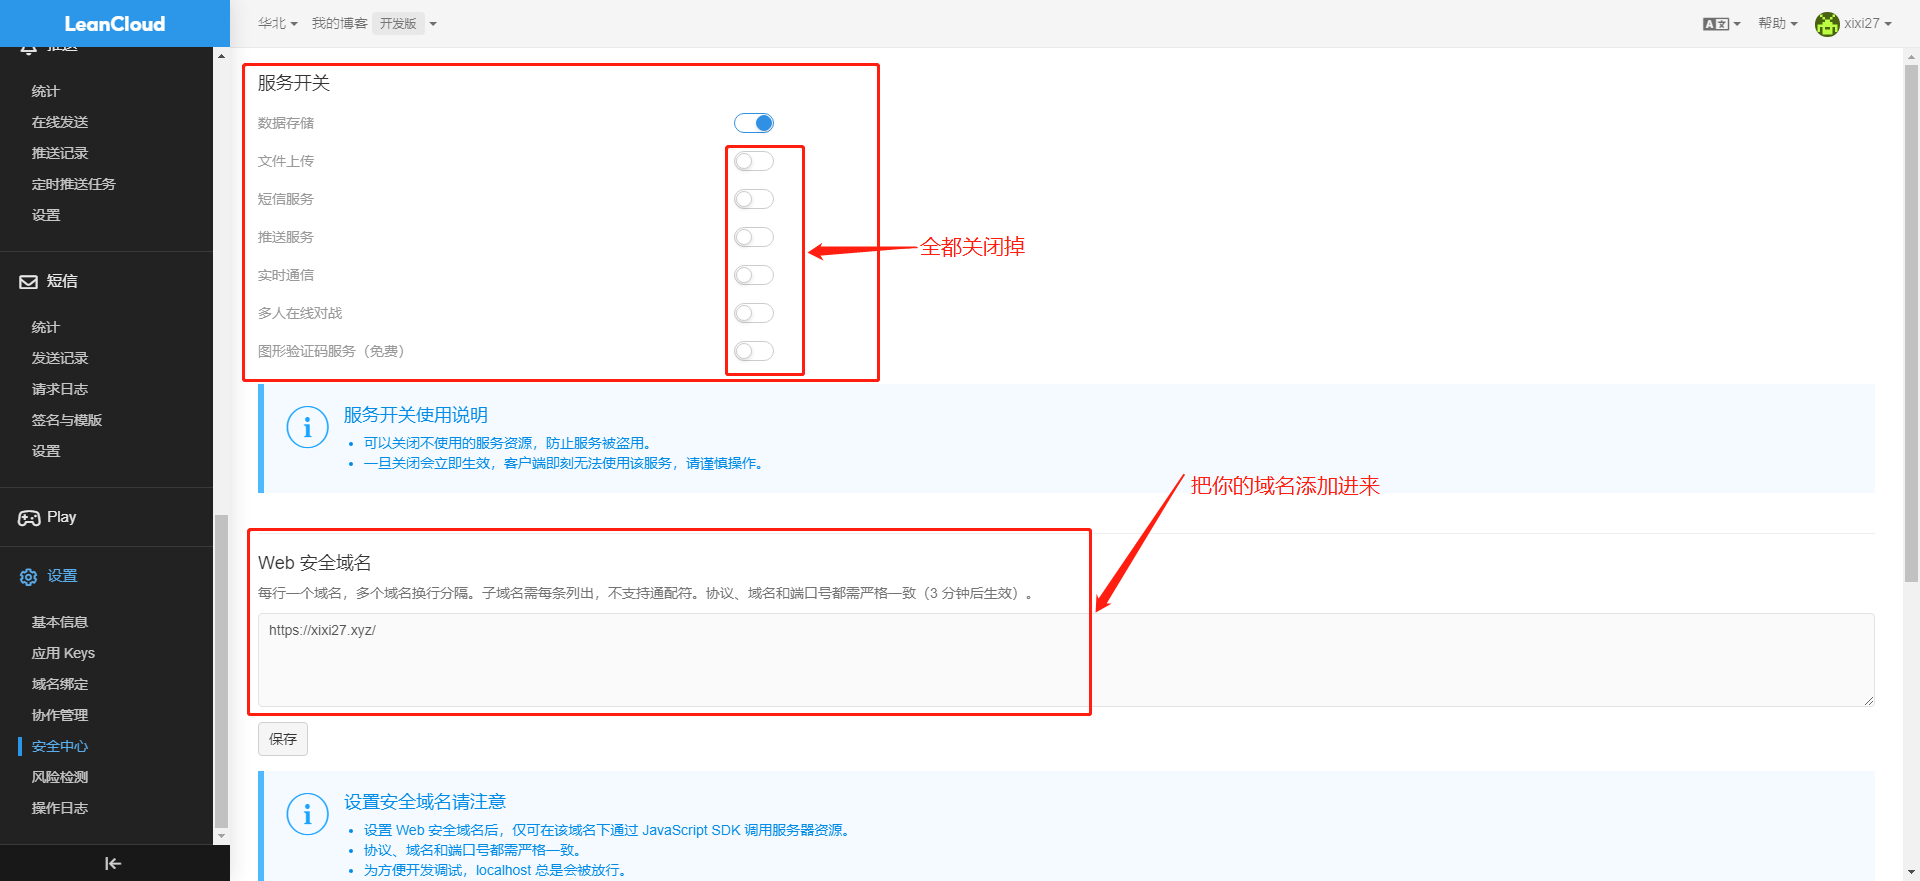 LeanCloud
华北
我的博客
开发版
帮助
xixi27
推送
统计
在线发送
推送记录
定时推送任务
设置
短信
统计
发送记录
请求日志
签名与模版
设置
Play
设置
基本信息
应用 Keys
域名绑定
协作管理
安全中心
风险检测
操作日志
服务开关
数据存储
文件上传
短信服务
推送服务
实时通信
多人在线对战
图形验证码服务（免费）
全都关闭掉
服务开关使用说明
可以关闭不使用的服务资源，防止服务被盗用。
一旦关闭会立即生效，客户端即刻无法使用该服务，请谨慎操作。
把你的域名添加进来
Web 安全域名
每行一个域名，多个域名换行分隔。子域名需每条列出，不支持通配符。协议、域名和端口号都需严格一致（3 分钟后生效）。
https://xixi27.xyz/
保存
设置安全域名请注意
设置 Web 安全域名后，仅可在该域名下通过 JavaScript SDK 调用服务器资源。
协议、域名和端口号都需严格一致。
为方便开发调试，localhost 总是会被放行。